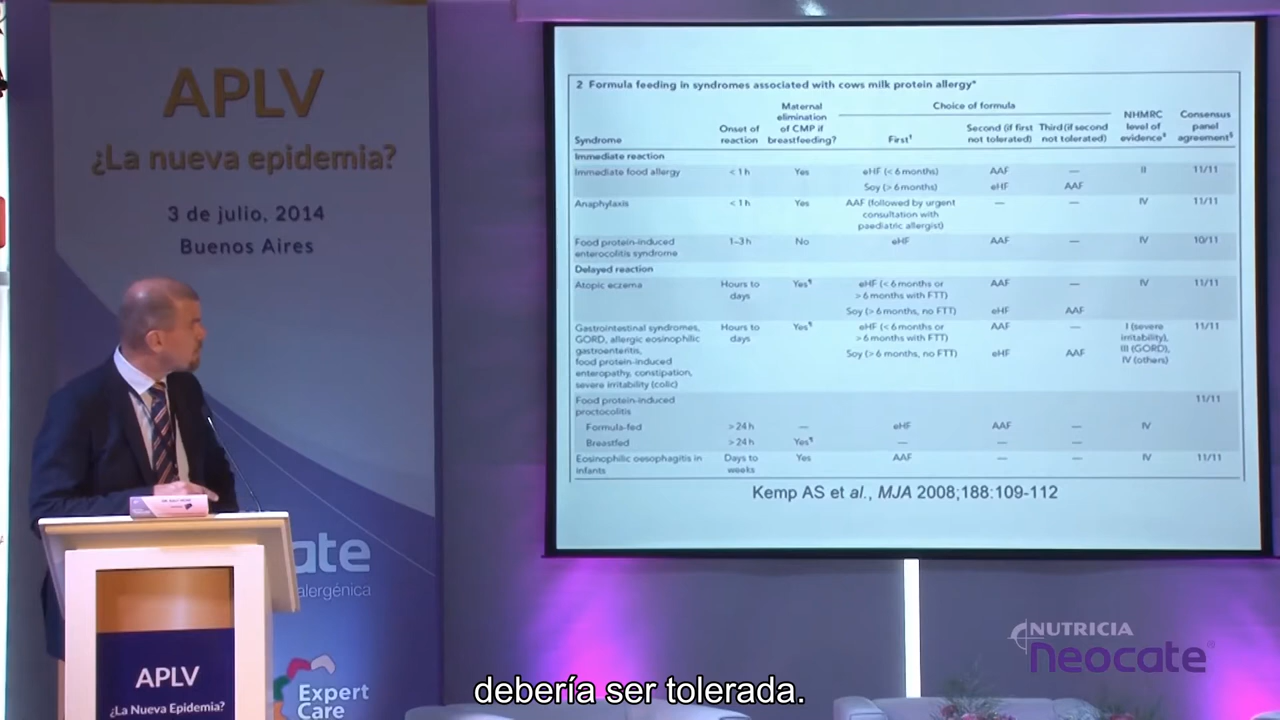 APLV
¿La nueva epidemia?
3 de julio, 2014
Buenos Aires
2 Formula feeding in syndromes associated with cows milk protein allergy*
Syndrome
Onset of reaction
Maternal elimination of CMP if breastfeeding?
Choice of formula
First†
Second (if first not tolerated)
Third (if second not tolerated)
NHMRC level of evidence
Consensus panel agreement
Immediate reaction
Immediate food allergy < 1 h Yes eHF (< 6 months) AAF — II 11/11
Soy (> 6 months) eHF AAF
Anaphylaxis < 1 h Yes AAF (followed by urgent — — IV 11/11
consultation with
paediatric allergist)
Food protein-induced 1–3 h No eHF AAF — IV 10/11
enterocolitis syndrome
Delayed reaction
Atopic eczema Hours to Yes¶ eHF (< 6 months or AAF — IV 11/11
days > 6 months with FTT)
Soy (> 6 months, no FTT) eHF AAF
Gastrointestinal syndromes, Hours to Yes¶ eHF (< 6 months or AAF — I (severe 11/11
GORD, allergic eosinophilic days > 6 months with FTT) irritability),
gastroenteritis, Soy (> 6 months, no FTT) eHF AAF III (GORD),
food protein-induced IV (others)
enteropathy, constipation,
severe irritability (colic)
Food protein-induced 11/11
proctocolitis
Formula-fed > 24 h — eHF AAF — IV
Breastfed > 24 h Yes¶ — — —
Eosinophilic oesophagitis in Days to Yes AAF — — IV 11/11
infants weeks
Kemp AS et al., MJA 2008;188:109-112
cate
alergénica
Expert
Care
APLV
¿La Nueva Epidemia?
NUTRICIA
neocate
debería ser tolerada.